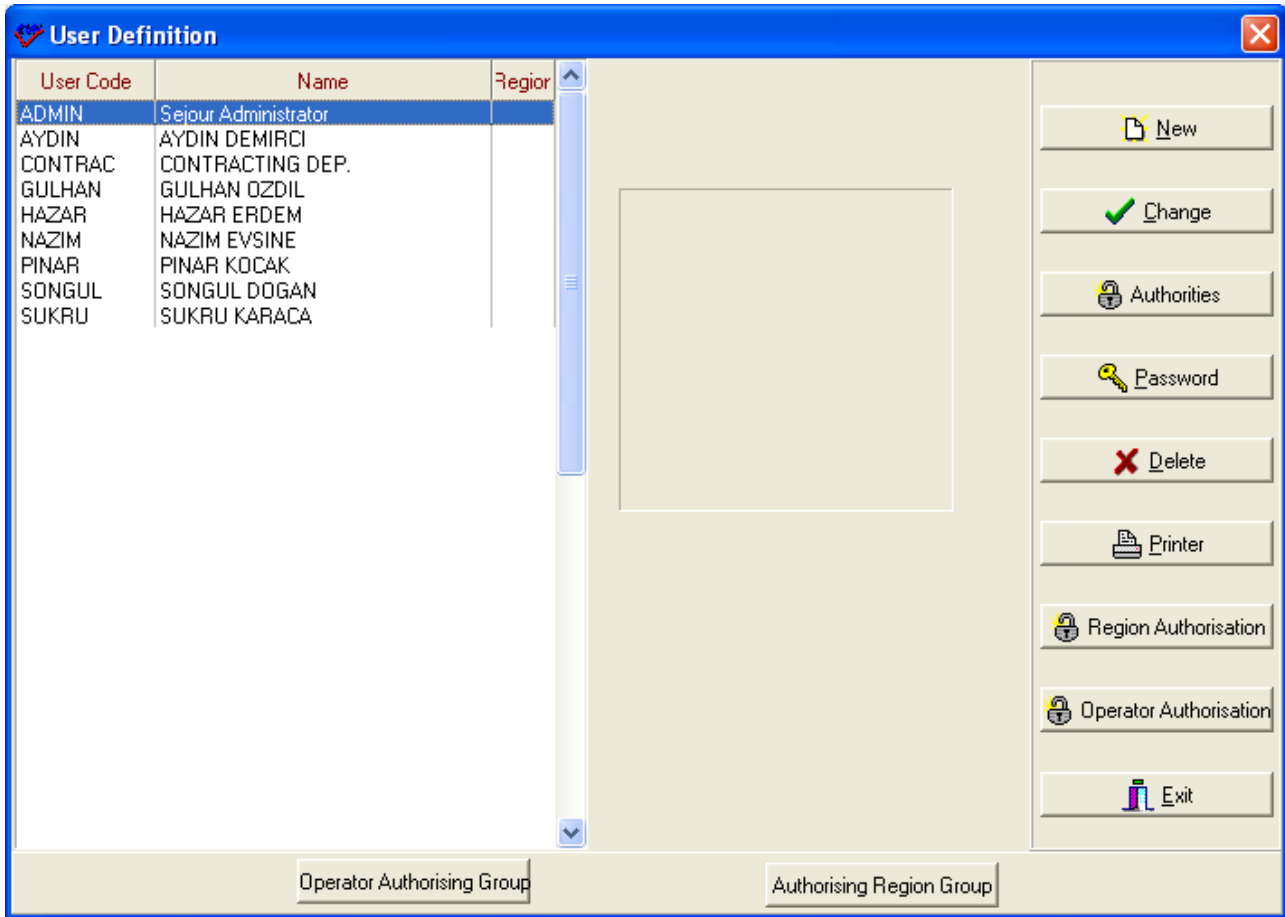 User Definition
User Code Name Region
ADMIN Sejour Administrator
AYDIN AYDIN DEMIRCI
CONTRAC CONTRACTING DEP.
GULHAN GULHAN OZDIL
HAZAR HAZAR ERDEM
NAZIM NAZIM EVSINE
PINAR PINAR KOCAK
SONGUL SONGUL DOGAN
SUKRU SUKRU KARACA
New
Change
Authorities
Password
Delete
Printer
Region Authorisation
Operator Authorisation
Exit
Operator Authorising Group
Authorising Region Group